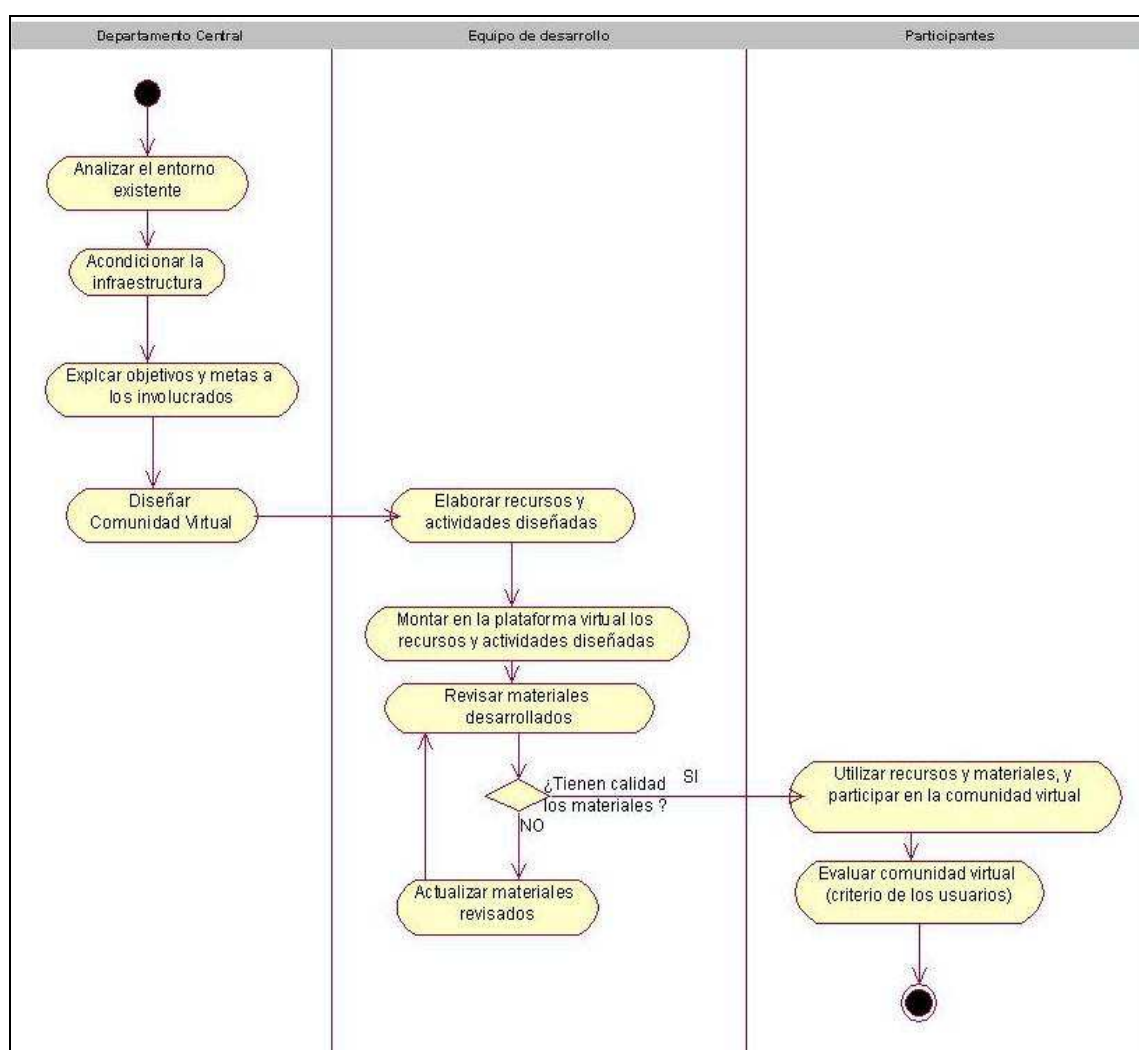 Departamento Central
Equipo de desarrollo
Participantes
Analizar el entorno
existente
Acondicionar la
infraestructura
Explcar objetivos y metas a
los involucrados
Diseñar
Comunidad Virtual
Elaborar recursos y
actividades diseñadas
Montar en la plataforma virtual los
recursos y actividades diseñadas
Revisar materiales
desarrollados
¿Tienen calidad
los materiales ?
SI
NO
Actualizar materiales
revisados
Utilizar recursos y materiales, y
participar en la comunidad virtual
Evaluar comunidad virtual
(criterio de los usuarios)